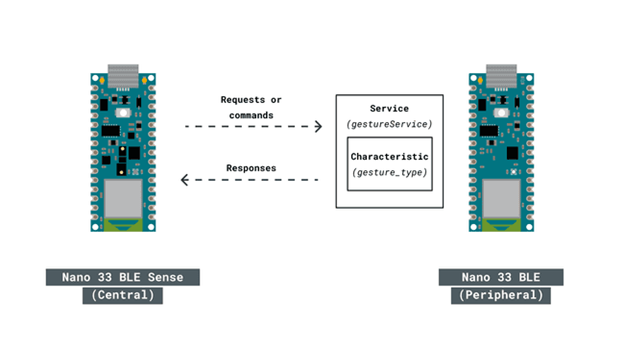 Requests or
commands
Responses
Service
(gestureService)
Characteristic
(gesture_type)
Nano 33 BLE Sense
(Central)
Nano 33 BLE
(Peripheral)